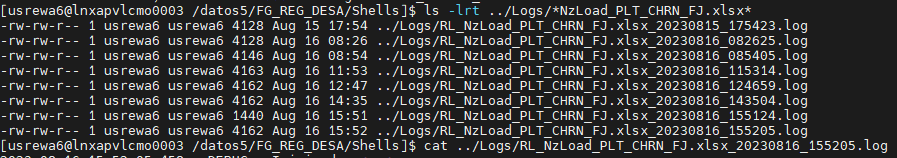 [usrewa6@lnxapvlcmo0003 /datos5/FG_REG_DESA/Shells]$ ls -lrt ../Logs/*NzLoad_PLT_CHRN_FJ.xlsx*
-rw-rw-r-- 1 usrewa6 usrewa6 4128 Aug 15 17:54 ../Logs/RL_NzLoad_PLT_CHRN_FJ.xlsx_20230815_175423.log
-rw-rw-r-- 1 usrewa6 usrewa6 4128 Aug 16 08:26 ../Logs/RL_NzLoad_PLT_CHRN_FJ.xlsx_20230816_082625.log
-rw-rw-r-- 1 usrewa6 usrewa6 4146 Aug 16 08:54 ../Logs/RL_NzLoad_PLT_CHRN_FJ.xlsx_20230816_085405.log
-rw-rw-r-- 1 usrewa6 usrewa6 4163 Aug 16 11:53 ../Logs/RL_NzLoad_PLT_CHRN_FJ.xlsx_20230816_115314.log
-rw-rw-r-- 1 usrewa6 usrewa6 4162 Aug 16 12:47 ../Logs/RL_NzLoad_PLT_CHRN_FJ.xlsx_20230816_124659.log
-rw-rw-r-- 1 usrewa6 usrewa6 4162 Aug 16 14:35 ../Logs/RL_NzLoad_PLT_CHRN_FJ.xlsx_20230816_143504.log
-rw-rw-r-- 1 usrewa6 usrewa6 1440 Aug 16 15:51 ../Logs/RL_NzLoad_PLT_CHRN_FJ.xlsx_20230816_155124.log
-rw-rw-r-- 1 usrewa6 usrewa6 4162 Aug 16 15:52 ../Logs/RL_NzLoad_PLT_CHRN_FJ.xlsx_20230816_155205.log
[usrewa6@lnxapvlcmo0003 /datos5/FG_REG_DESA/Shells]$ cat ../Logs/RL_NzLoad_PLT_CHRN_FJ.xlsx_20230816_155205.log